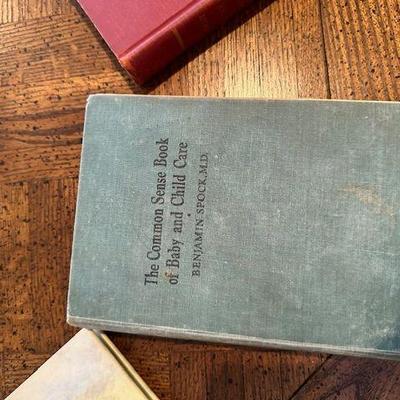 The Common Sense Book
of Baby and Child Care
BENJAMIN SPOCK, M.D.